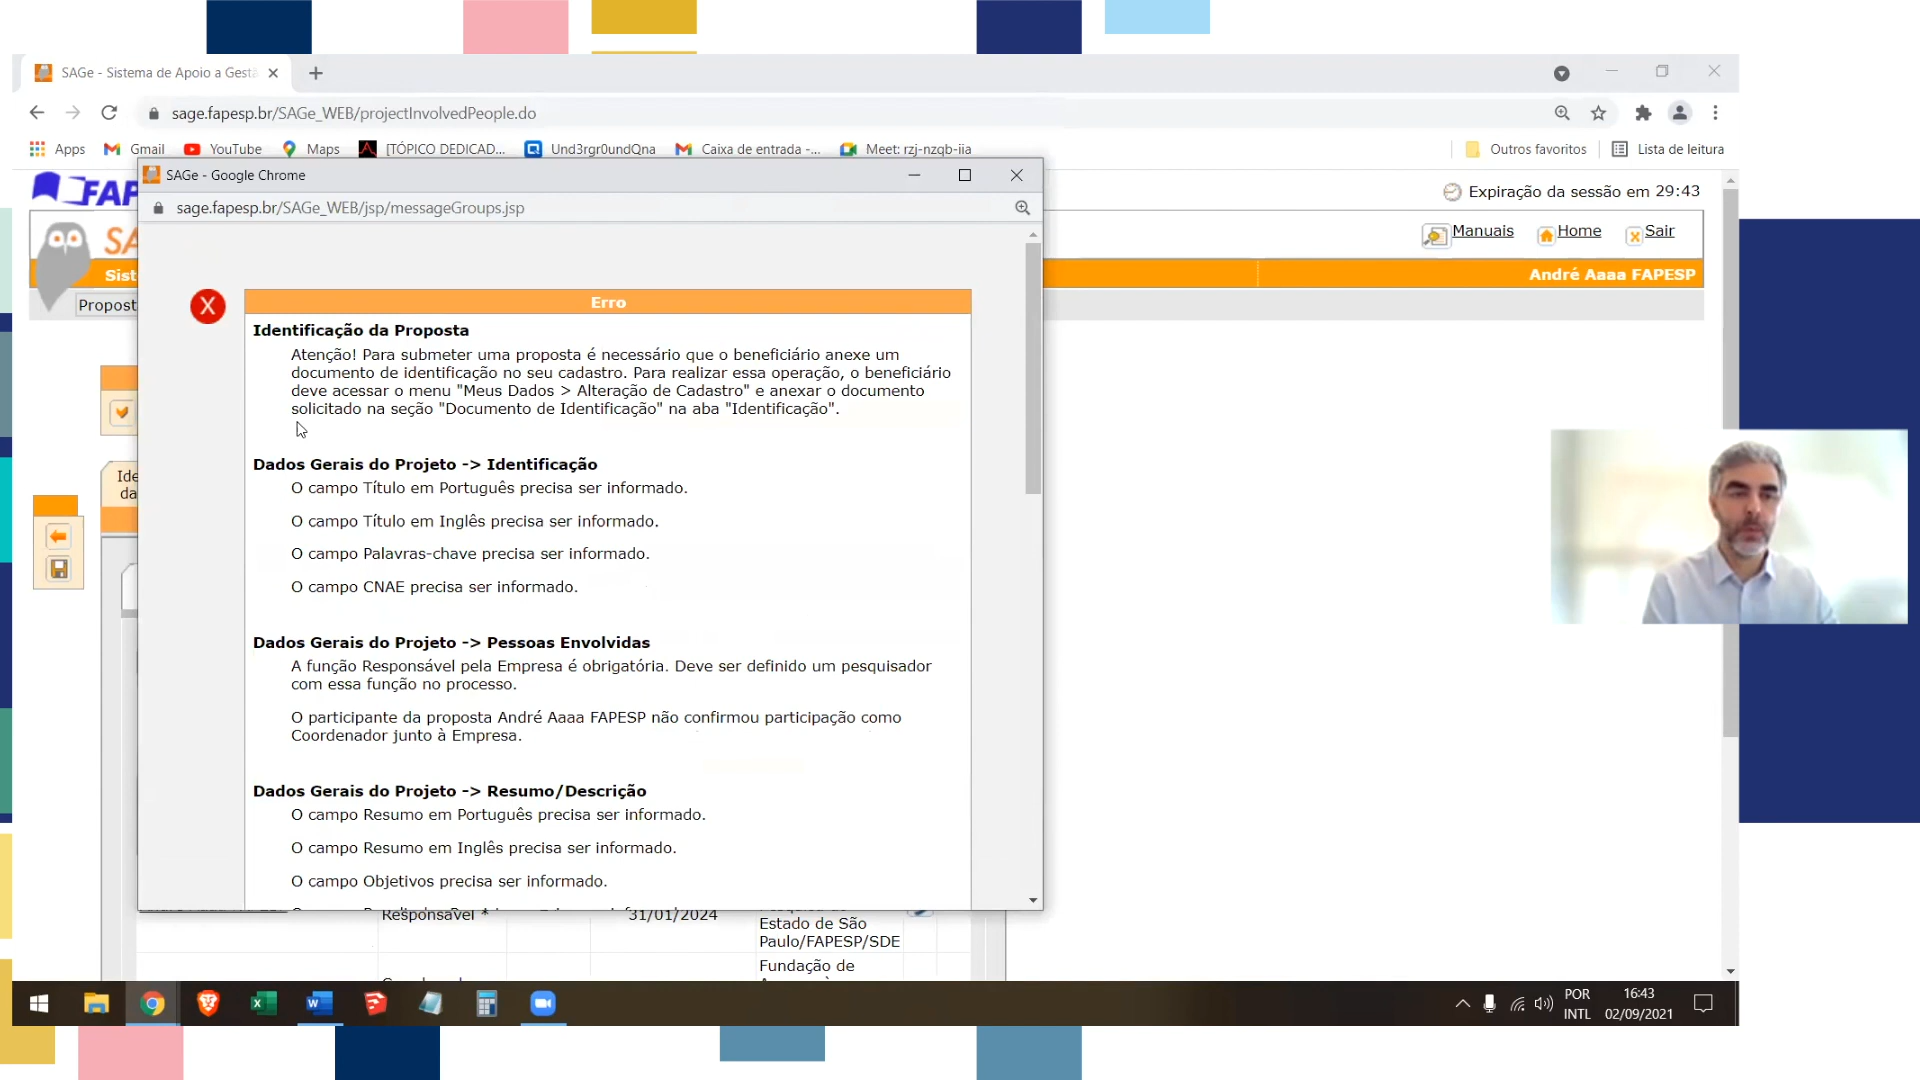 SAGe - Sistema de Apoio a Gestã
sage.fapesp.br/SAGe_WEB/projectInvolvedPeople.do
Apps
Gmail
YouTube
Maps
[TÓPICO DEDICAD...
Und3rgr0undQna
Caixa de entrada -...
Meet: rzj-nzqb-iia
Outros favoritos
Lista de leitura
SAGe - Google Chrome
sage.fapesp.br/SAGe_WEB/jsp/messageGroups.jsp
Expiração da sessão em 29:43
Manuais
Home
Sair
FAP
SA
Sist
André Aaaa FAPESP
Propost
Erro
Identificação da Proposta
Atenção! Para submeter uma proposta é necessário que o beneficiário anexe um
documento de identificação no seu cadastro. Para realizar essa operação, o beneficiário
deve acessar o menu "Meus Dados > Alteração de Cadastro" e anexar o documento
solicitado na seção "Documento de Identificação" na aba "Identificação".
Ide
da
Dados Gerais do Projeto -> Identificação
O campo Título em Português precisa ser informado.
O campo Título em Inglês precisa ser informado.
O campo Palavras-chave precisa ser informado.
O campo CNAE precisa ser informado.
Dados Gerais do Projeto -> Pessoas Envolvidas
A função Responsável pela Empresa é obrigatória. Deve ser definido um pesquisador
com essa função no processo.
O participante da proposta André Aaaa FAPESP não confirmou participação como
Coordenador junto à Empresa.
Dados Gerais do Projeto -> Resumo/Descrição
O campo Resumo em Português precisa ser informado.
O campo Resumo em Inglês precisa ser informado.
O campo Objetivos precisa ser informado.
Responsável *
31/01/2024
Estado de São
Paulo/FAPESP/SDE
Fundação de
POR
INTL
16:43
02/09/2021